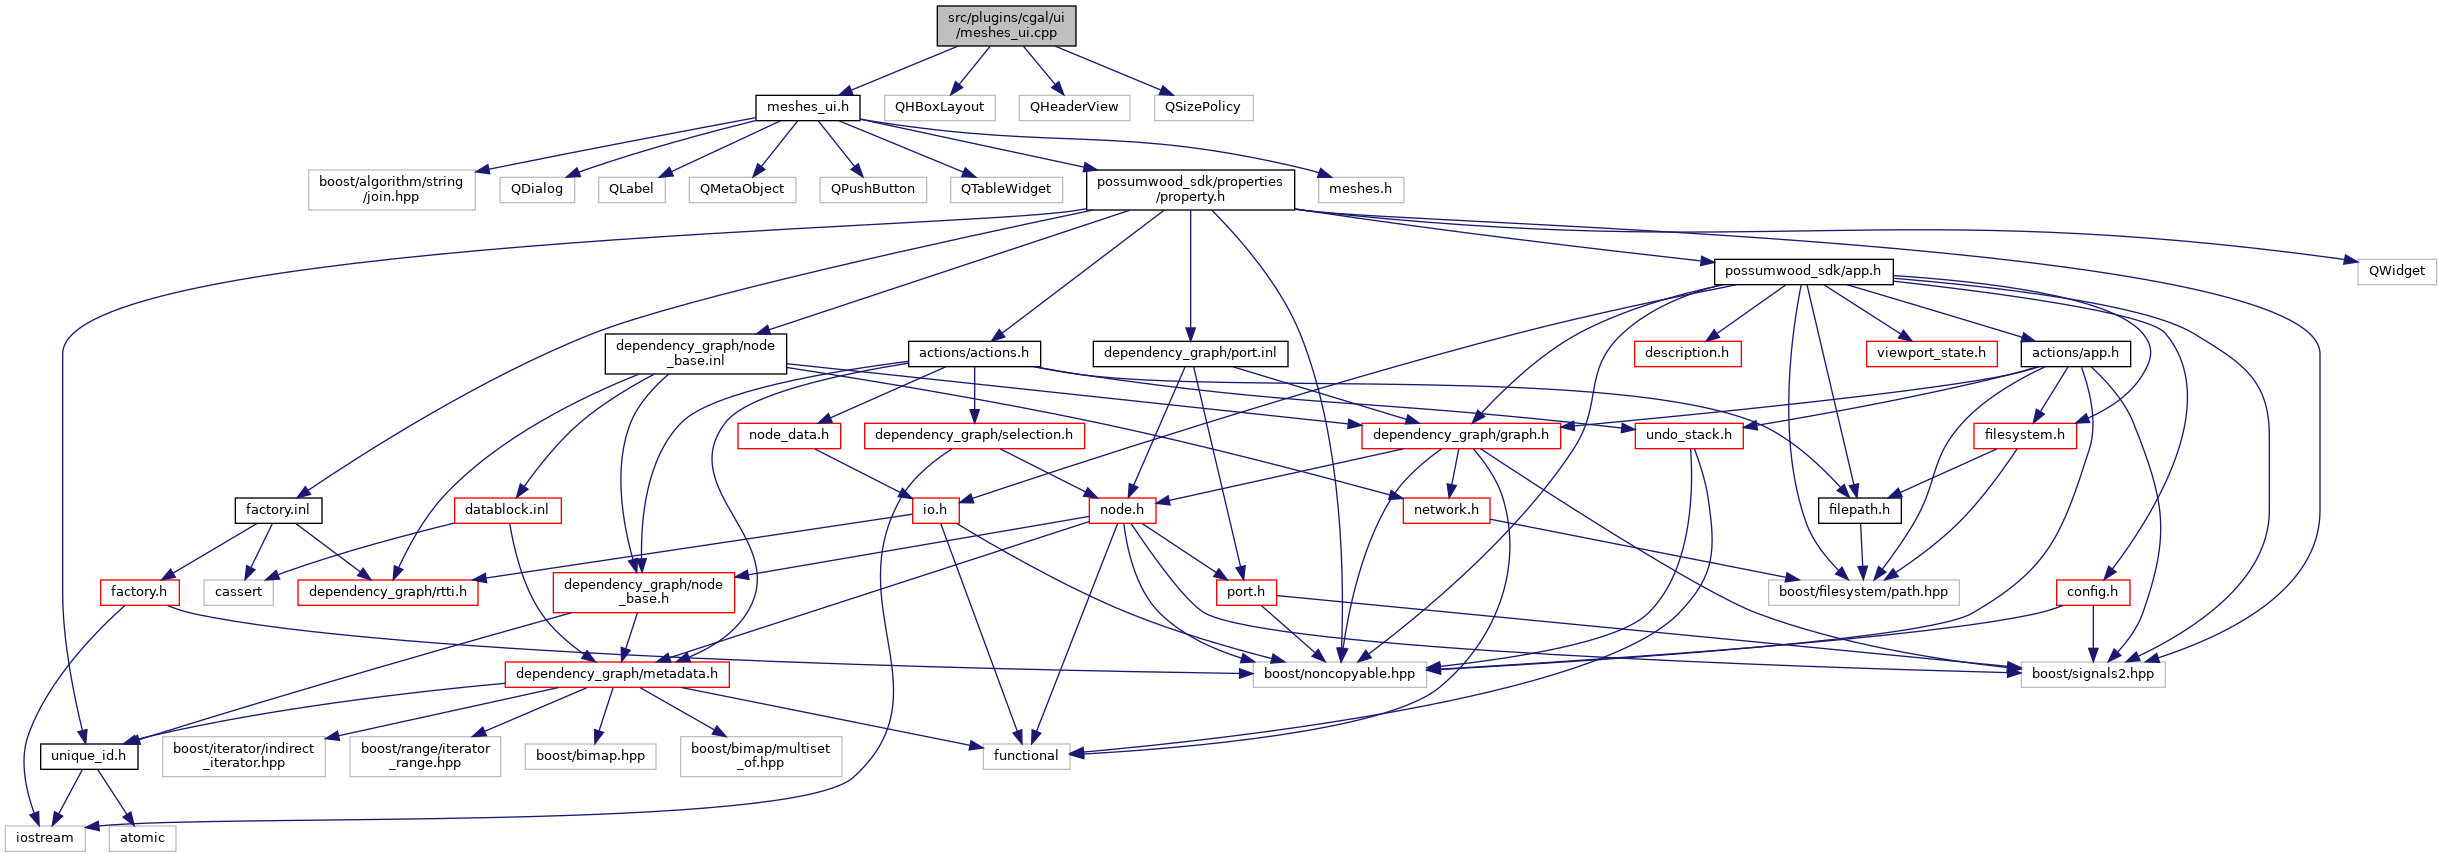 src/plugins/cgal/ui
/meshes_ui.cpp
meshes_ui.h
QHBoxLayout
QHeaderView
QSizePolicy
boost/algorithm/string
/join.hpp
QDialog
QLabel
QMetaObject
QPushButton
QTableWidget
possumwood_sdk/properties
/property.h
meshes.h
possumwood_sdk/app.h
QWidget
dependency_graph/node
_base.inl
actions/actions.h
dependency_graph/port.inl
description.h
viewport_state.h
actions/app.h
node_data.h
dependency_graph/selection.h
dependency_graph/graph.h
undo_stack.h
filesystem.h
factory.inl
datablock.inl
io.h
node.h
network.h
filepath.h
factory.h
cassert
dependency_graph/rtti.h
dependency_graph/node
_base.h
port.h
boost/filesystem/path.hpp
config.h
dependency_graph/metadata.h
boost/noncopyable.hpp
boost/signals2.hpp
unique_id.h
boost/iterator/indirect
_iterator.hpp
boost/range/iterator
_range.hpp
boost/bimap.hpp
boost/bimap/multiset
_of.hpp
functional
iostream
atomic